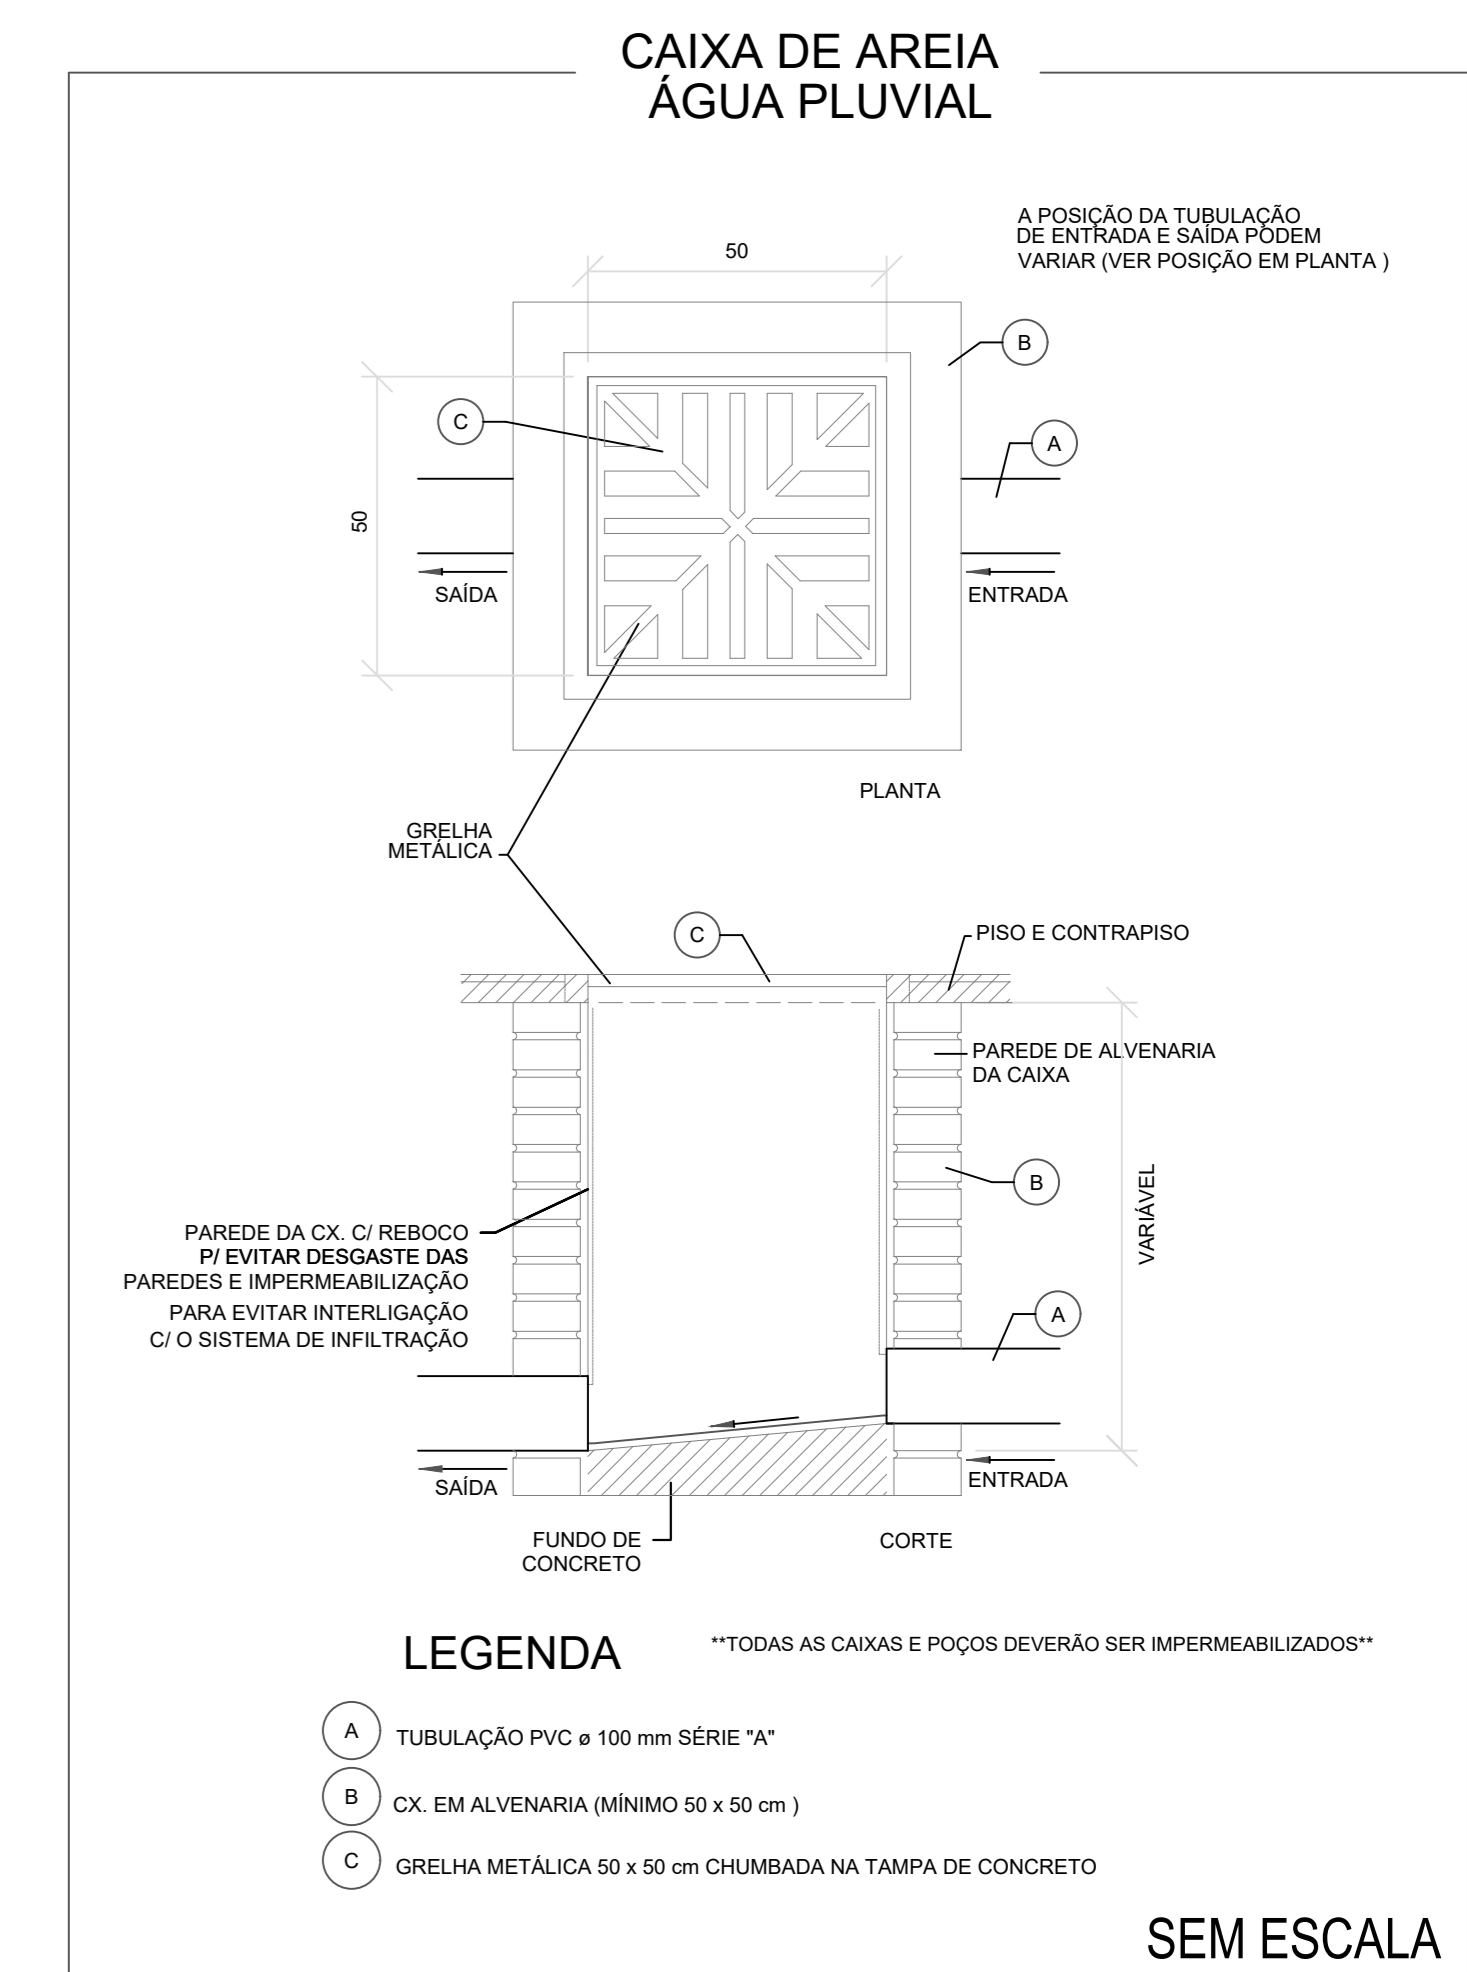 CAIXA DE AREIA
ÁGUA PLUVIAL
A POSIÇÃO DA TUBULAÇÃO
DE ENTRADA E SAÍDA PODEM
VARIAR (VER POSIÇÃO EM PLANTA )
50
B
C
A
50
SAÍDA
ENTRADA
PLANTA
GRELHA
METÁLICA
C
PISO E CONTRAPISO
PAREDE DE ALVENARIA
DA CAIXA
B
VARIÁVEL
PAREDE DA CX. C/ REBOCO
P/ EVITAR DESGASTE DAS
PAREDES E IMPERMEABILIZAÇÃO
PARA EVITAR INTERLIGAÇÃO
C/ O SISTEMA DE INFILTRAÇÃO
A
SAÍDA
ENTRADA
FUNDO DE
CONCRETO
CORTE
LEGENDA
**TODAS AS CAIXAS E POÇOS DEVERÃO SER IMPERMEABILIZADOS**
A TUBULAÇÃO PVC ø 100 mm SÉRIE "A"
B CX. EM ALVENARIA (MÍNIMO 50 x 50 cm )
C GRELHA METÁLICA 50 x 50 cm CHUMBADA NA TAMPA DE CONCRETO
SEM ESCALA